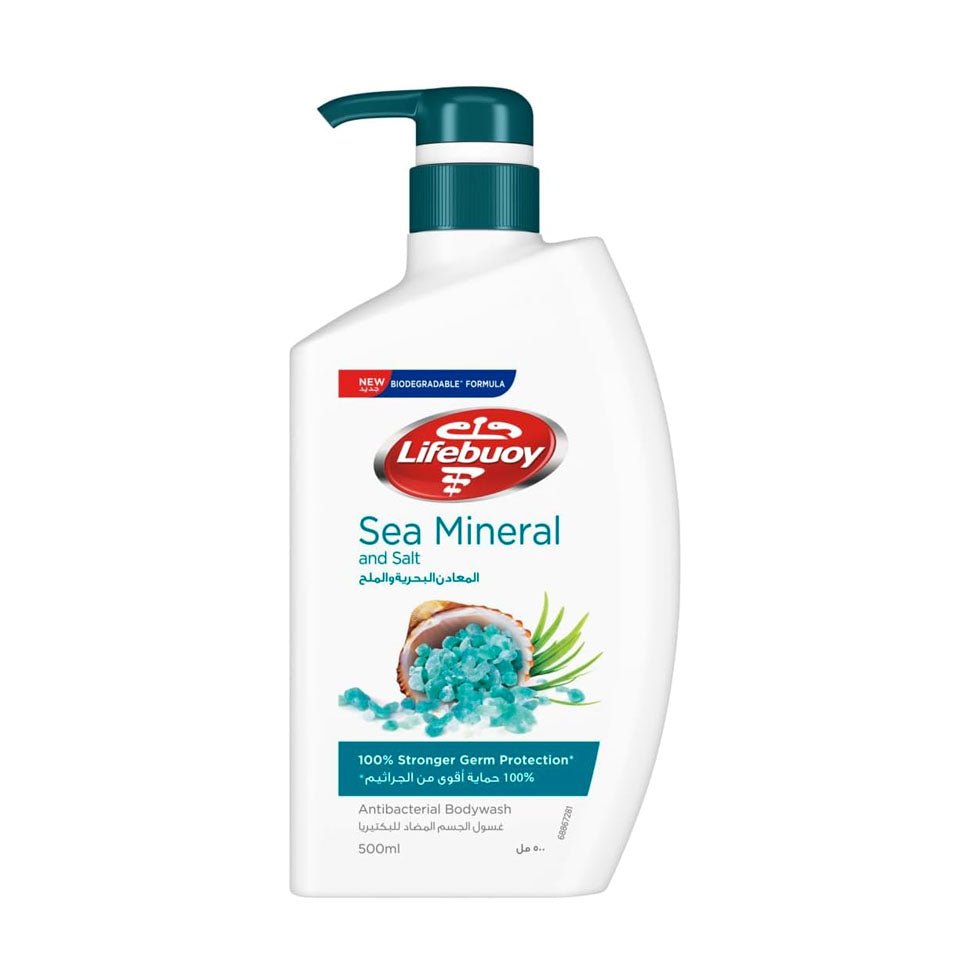 NEW BIODEGRADABLE* FORMULA
جديد
Lifebuoy
Sea Mineral
and Salt
المعادن البحرية والملح
100% Stronger Germ Protection*
100% حماية أقوى من الجراثيم*
Antibacterial Bodywash
غسول الجسم المضاد للبكتيريا
500ml ٥٠٠ مل
68867281